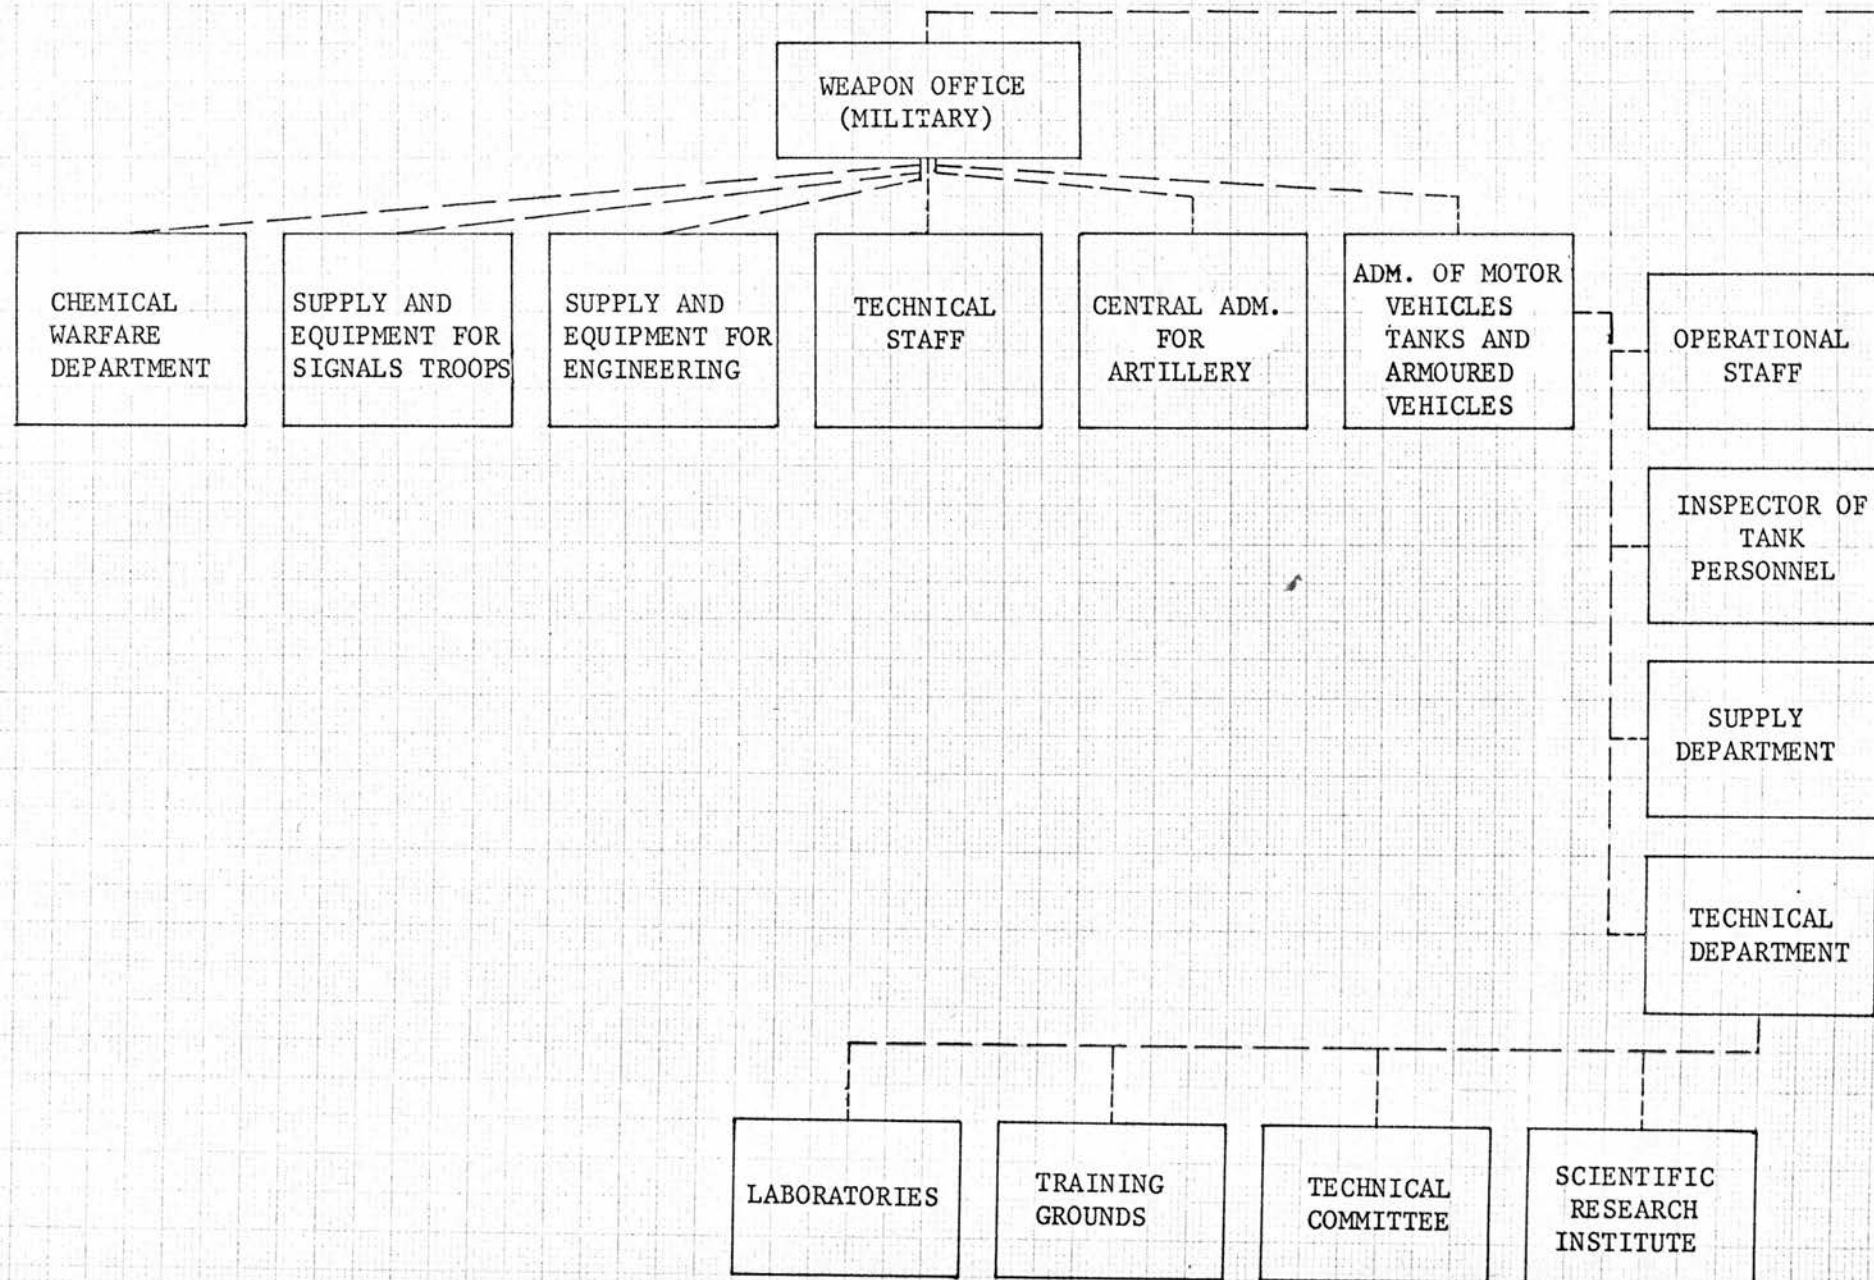 WEAPON OFFICE
(MILITARY)
CHEMICAL
WARFARE
DEPARTMENT
SUPPLY AND
EQUIPMENT FOR
SIGNALS TROOPS
SUPPLY AND
EQUIPMENT FOR
ENGINEERING
TECHNICAL
STAFF
CENTRAL ADM.
FOR
ARTILLERY
ADM. OF MOTOR
VEHICLES
TANKS AND
ARMOURED
VEHICLES
OPERATIONAL
STAFF
INSPECTOR OF
TANK
PERSONNEL
SUPPLY
DEPARTMENT
TECHNICAL
DEPARTMENT
LABORATORIES
TRAINING
GROUNDS
TECHNICAL
COMMITTEE
SCIENTIFIC
RESEARCH
INSTITUTE